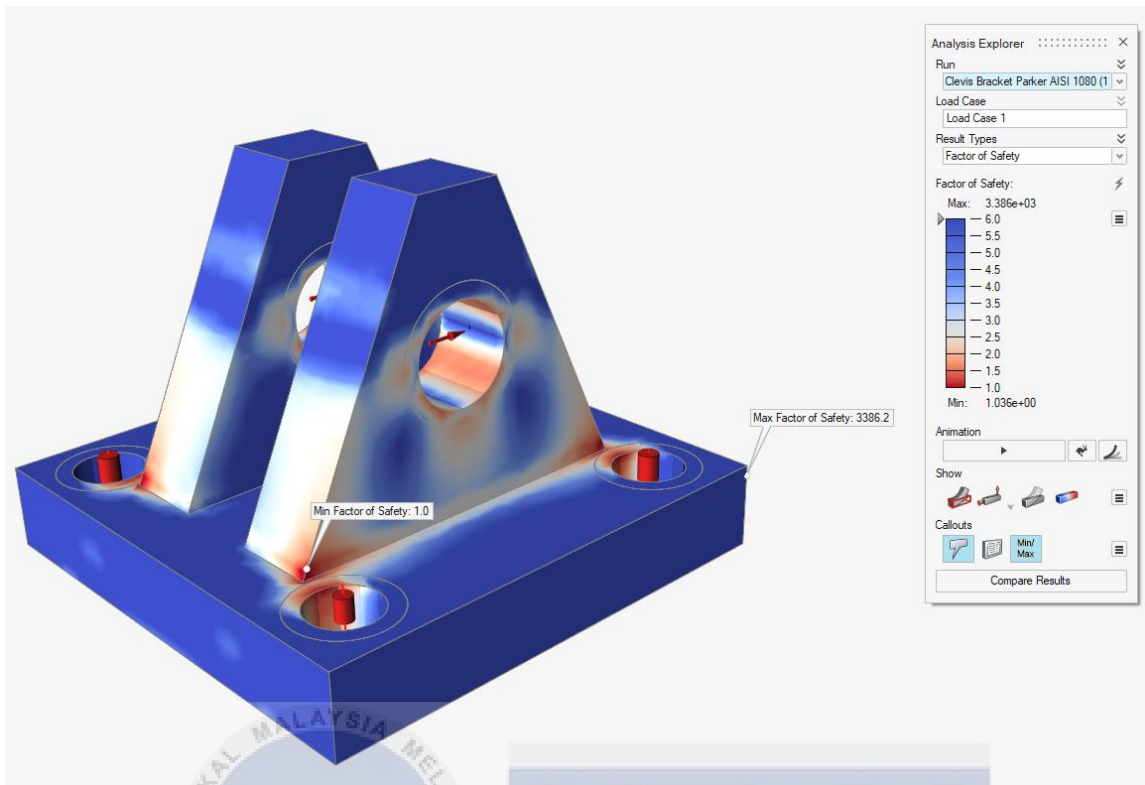 Analysis Explorer
Run
Clevis Bracket Parker AISI 1080 (1
Load Case
Load Case 1
Result Types
Factor of Safety
Factor of Safety:
Max: 3.386e+03
6.0
5.5
5.0
4.5
4.0
3.5
3.0
2.5
2.0
1.5
1.0
Min: 1.036e+00
Animation
Show
Callouts
Min/
Max
Compare Results
Max Factor of Safety: 3386.2
Min Factor of Safety: 1.0
KAL MALAYSIA MEL